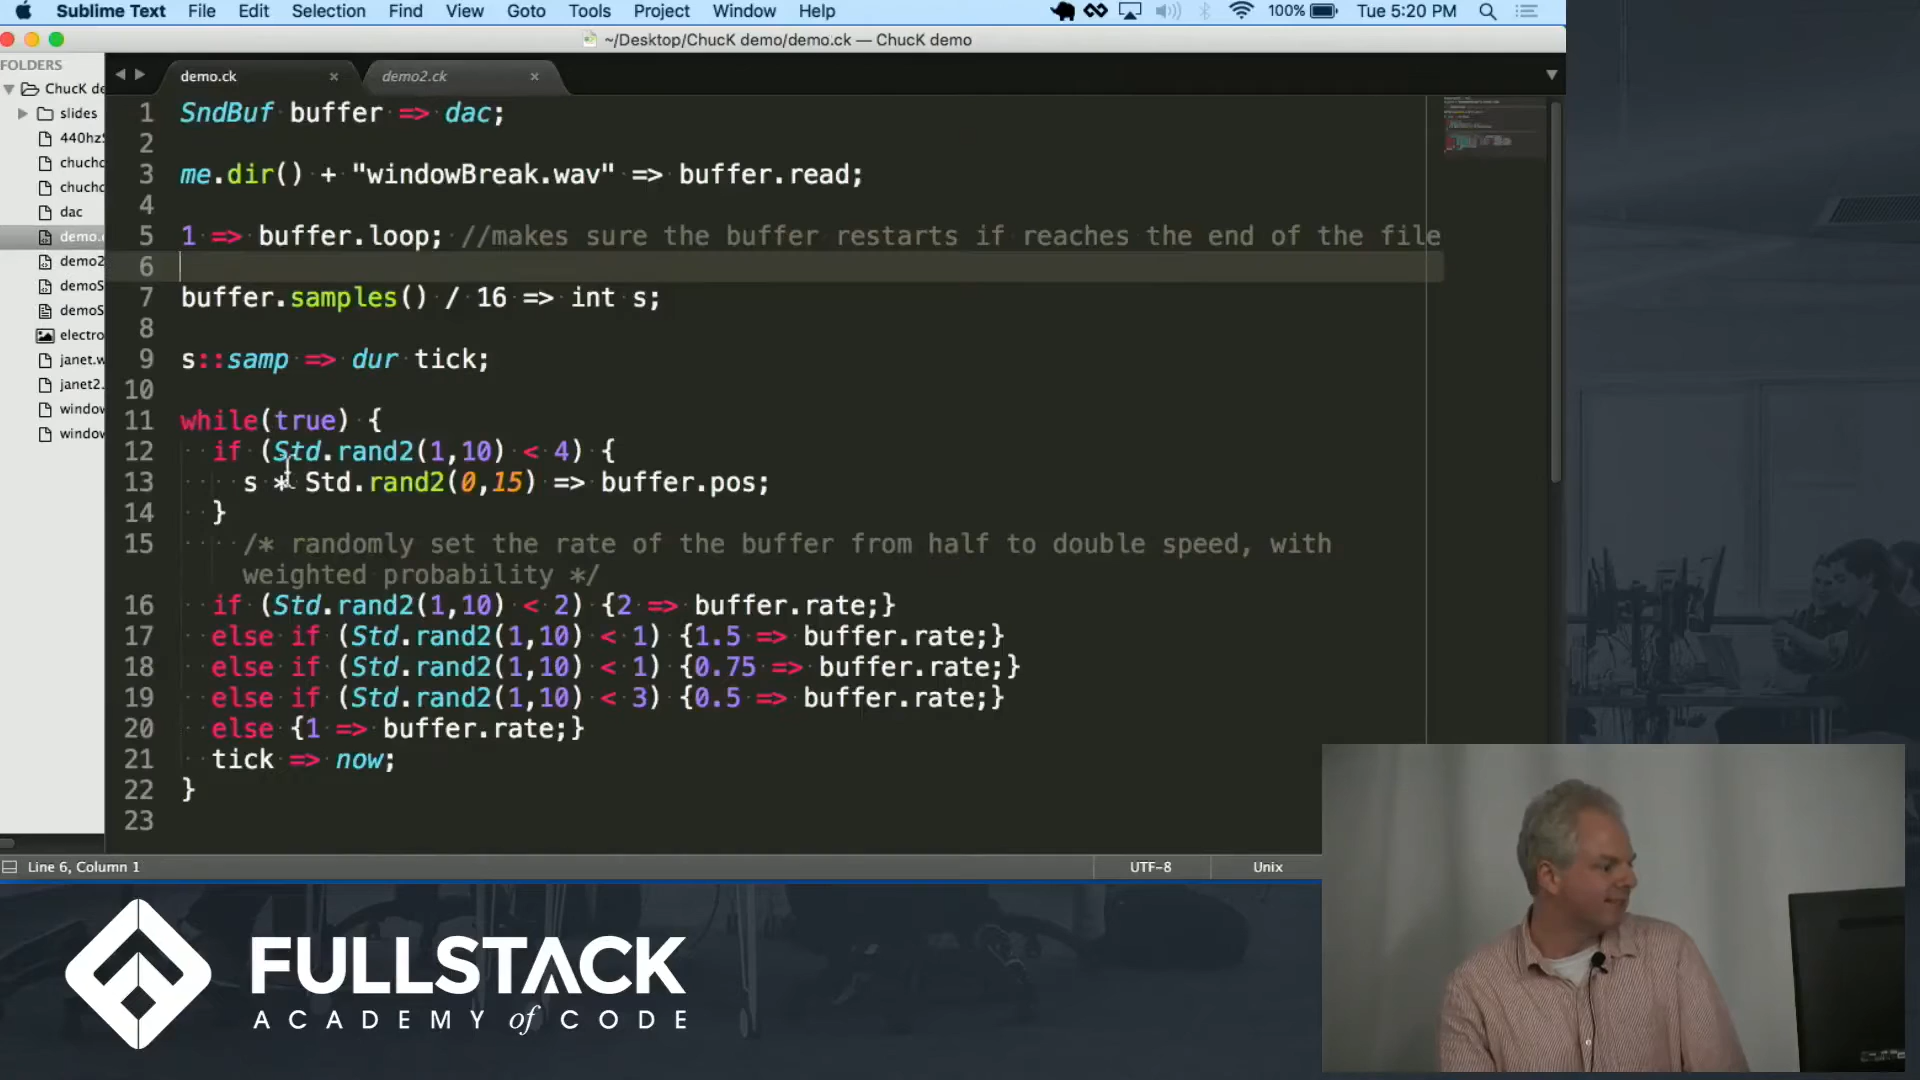 Sublime Text File Edit Selection Find View Goto Tools Project Window Help 100% Tue 5:20 PM
~/Desktop/ChucK demo/demo.ck — ChucK demo
FOLDERS
ChucK de
slides
440hz
chuch
chuch
dac
demo.
demo2
demoS
demoS
electro
janet.w
janet2.
window
window
demo.ck demo2.ck
1 SndBuf buffer => dac;
2
3 me.dir() + "windowBreak.wav" => buffer.read;
4
5 1 => buffer.loop; //makes sure the buffer restarts if reaches the end of the file
6
7 buffer.samples() / 16 => int s;
8
9 s::samp => dur tick;
10
11 while(true) {
12 if (Std.rand2(1,10) < 4) {
13 s * Std.rand2(0,15) => buffer.pos;
14 }
15 /* randomly set the rate of the buffer from half to double speed, with
weighted probability */
16 if (Std.rand2(1,10) < 2) {2 => buffer.rate;}
17 else if (Std.rand2(1,10) < 1) {1.5 => buffer.rate;}
18 else if (Std.rand2(1,10) < 1) {0.75 => buffer.rate;}
19 else if (Std.rand2(1,10) < 3) {0.5 => buffer.rate;}
20 else {1 => buffer.rate;}
21 tick => now;
22 }
23
Line 6, Column 1 UTF-8 Unix
FULLSTACK
ACADEMY of CODE